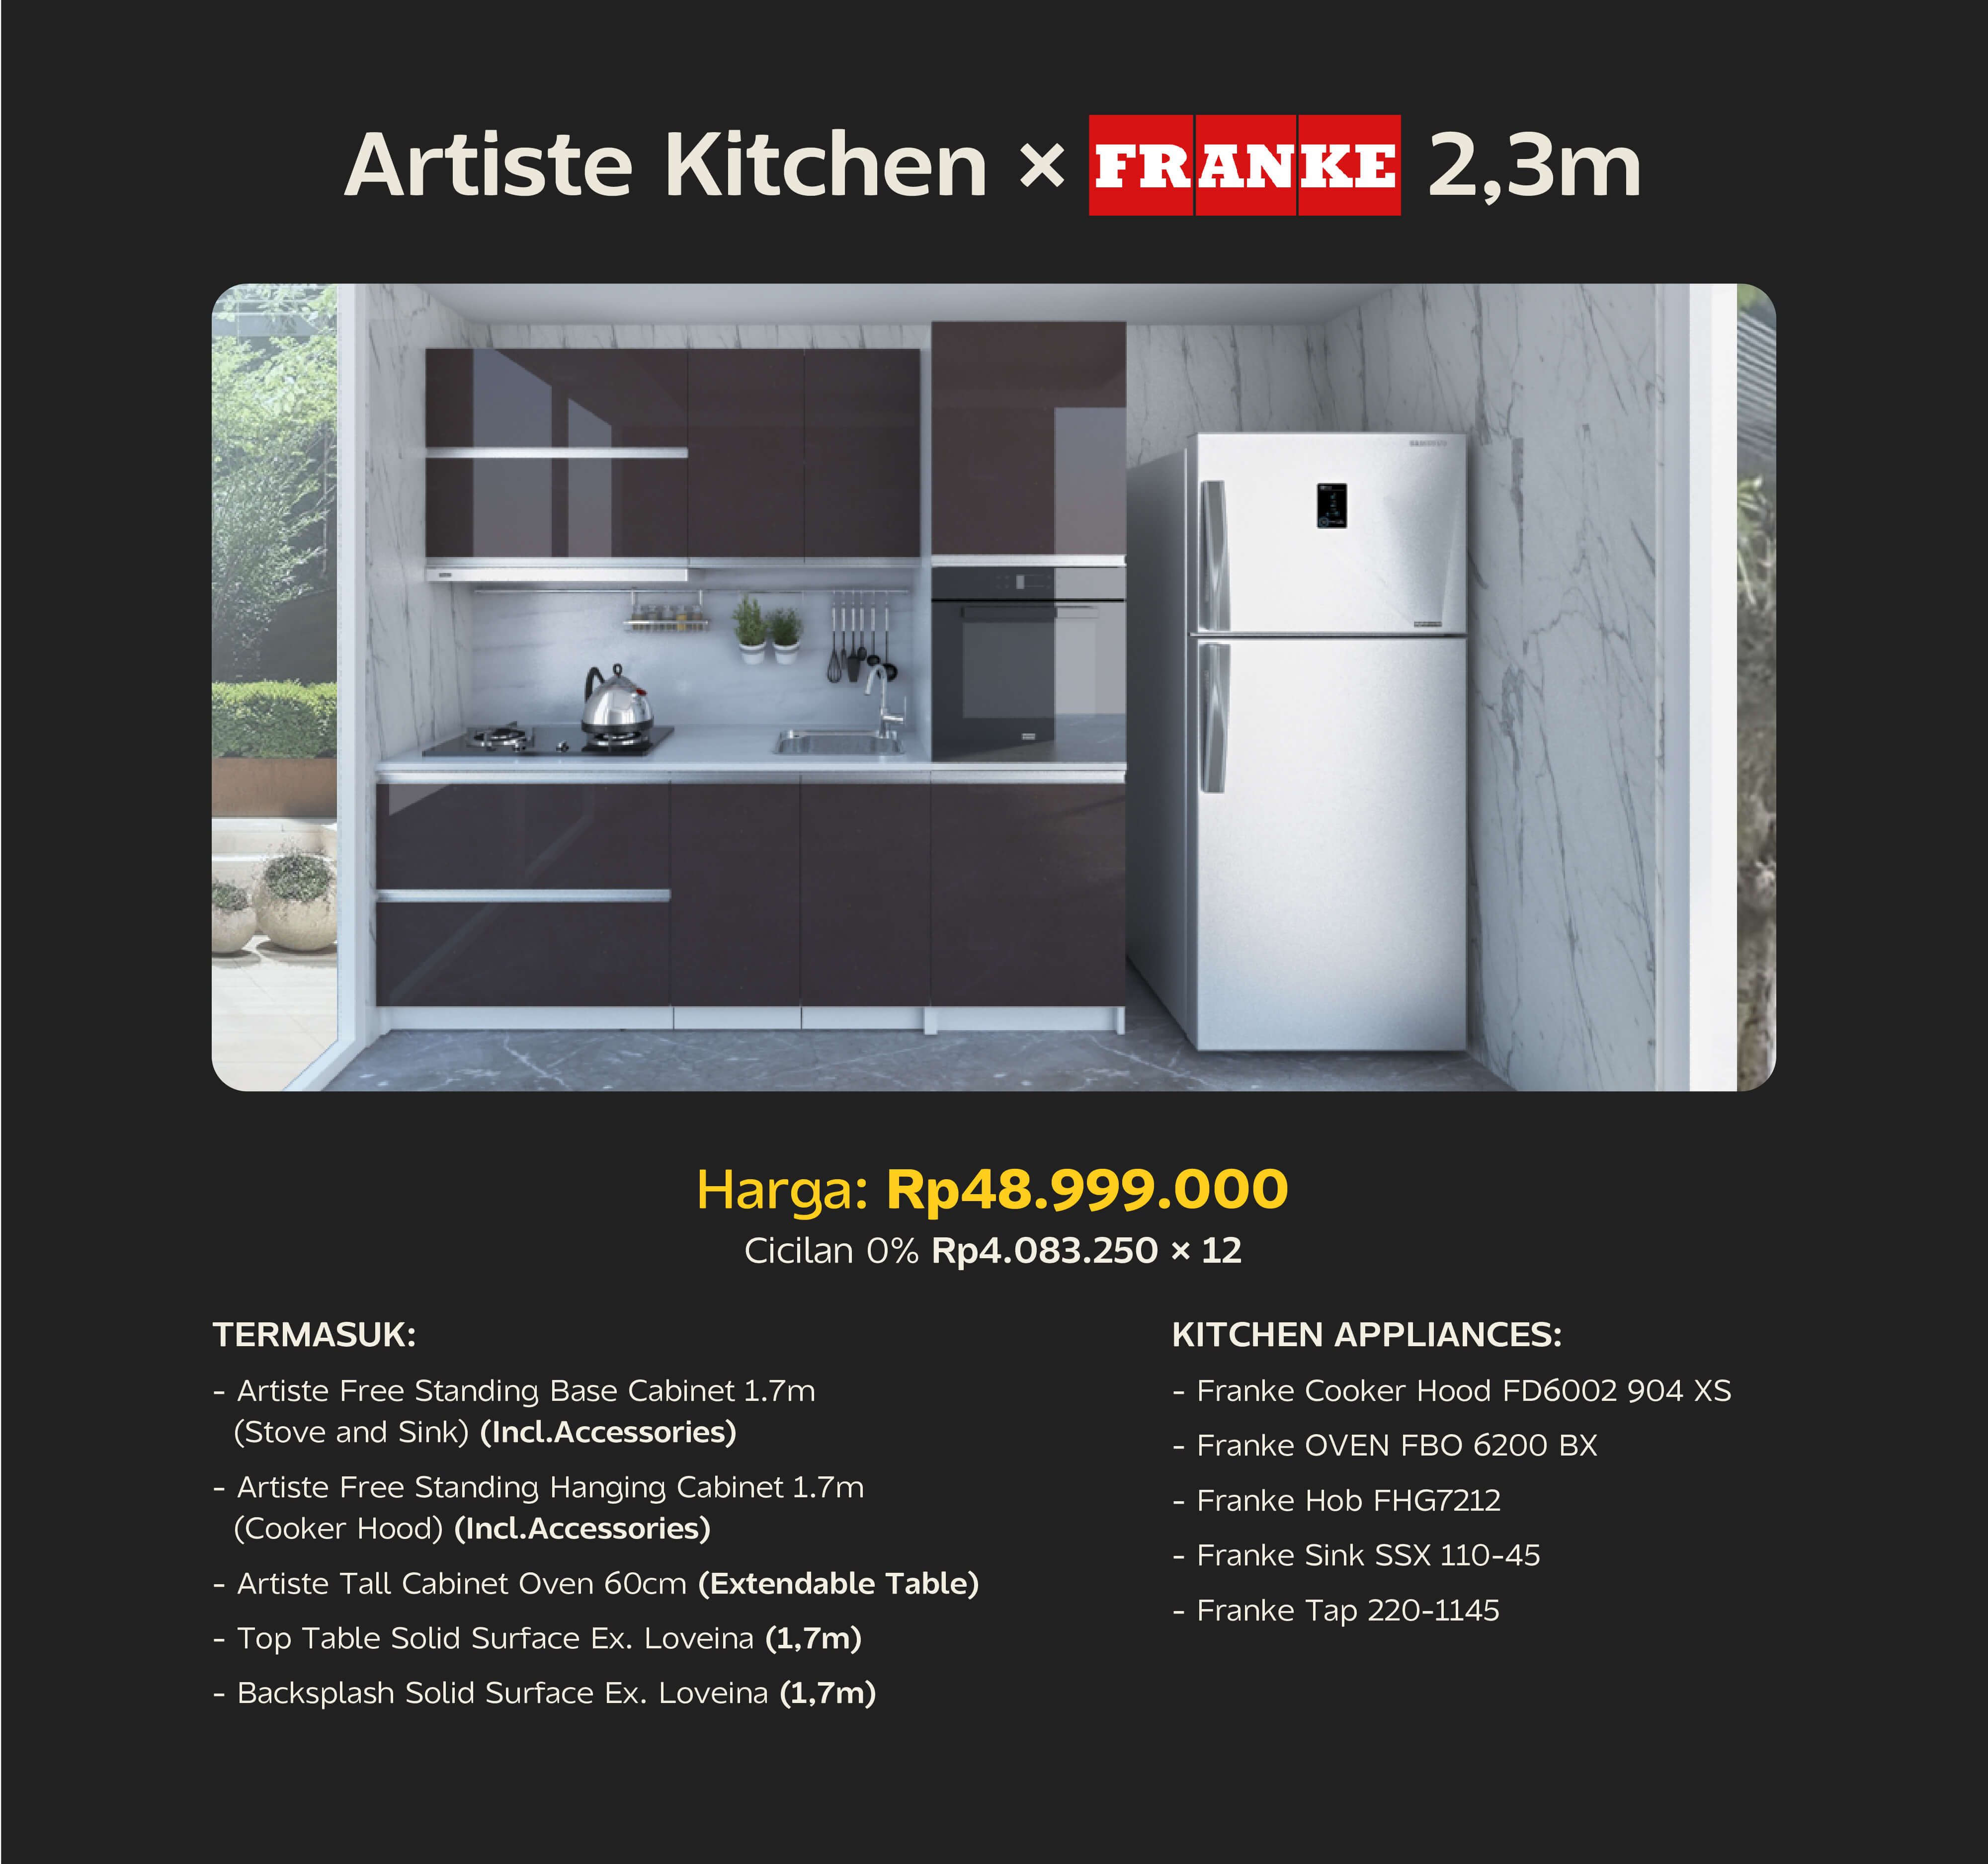 Artiste Kitchen × FRANKE 2,3m
SAMSUNG
Harga: Rp48.999.000
Cicilan 0% Rp4.083.250 × 12
TERMASUK:
- Artiste Free Standing Base Cabinet 1.7m
(Stove and Sink) (Incl.Accessories)
- Artiste Free Standing Hanging Cabinet 1.7m
(Cooker Hood) (Incl.Accessories)
- Artiste Tall Cabinet Oven 60cm (Extendable Table)
- Top Table Solid Surface Ex. Loveina (1,7m)
- Backsplash Solid Surface Ex. Loveina (1,7m)
KITCHEN APPLIANCES:
- Franke Cooker Hood FD6002 904 XS
- Franke OVEN FBO 6200 BX
- Franke Hob FHG7212
- Franke Sink SSX 110-45
- Franke Tap 220-1145